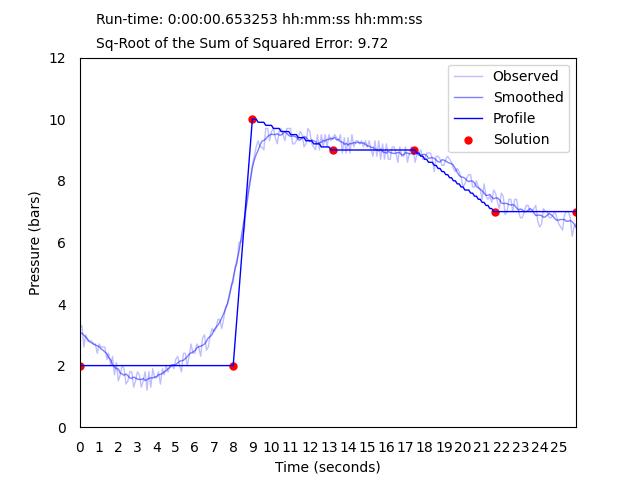 Run-time: 0:00:00.653253 hh:mm:ss hh:mm:ss
Sq-Root of the Sum of Squared Error: 9.72
12
10
8
6
4
2
0
Pressure (bars)
Observed
Smoothed
Profile
Solution
0 1 2 3 4 5 6 7 8 9 10 11 12 13 14 15 16 17 18 19 20 21 22 23 24 25
Time (seconds)